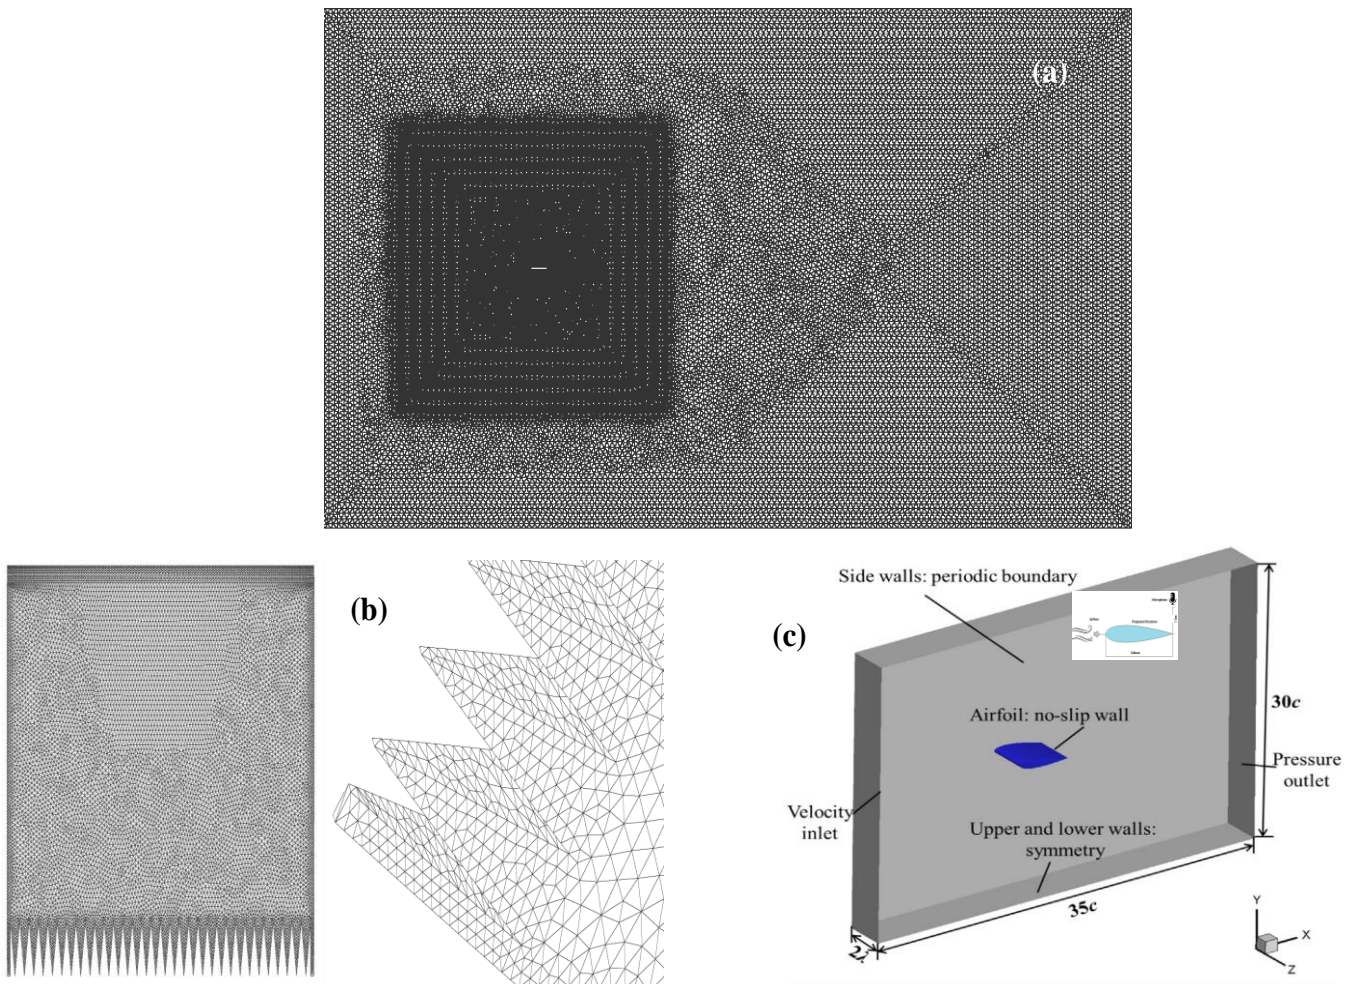 (a)
(b)
(c)
Side walls: periodic boundary
Airfoil: no-slip wall
Velocity
inlet
Upper and lower walls:
symmetry
Pressure
outlet
30c
35c
2λ
Y
X
Z